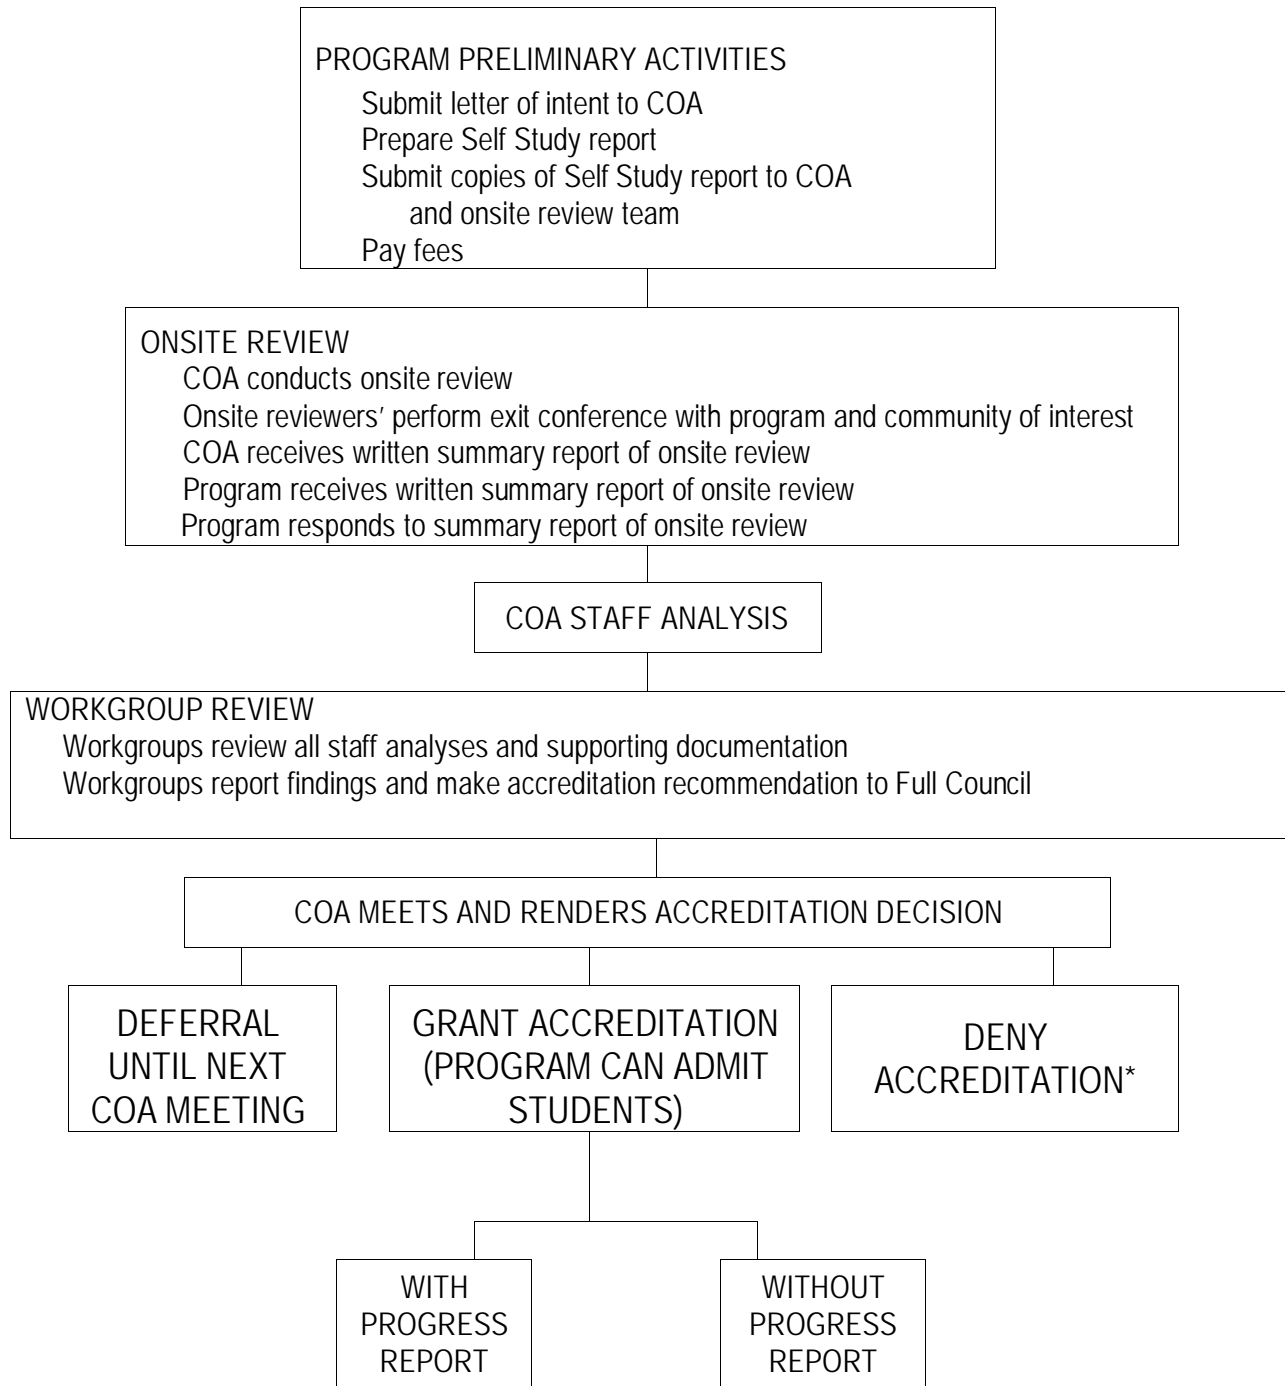 PROGRAM PRELIMINARY ACTIVITIES
Submit letter of intent to COA
Prepare Self Study report
Submit copies of Self Study report to COA
and onsite review team
Pay fees
ONSITE REVIEW
COA conducts onsite review
Onsite reviewers’ perform exit conference with program and community of interest
COA receives written summary report of onsite review
Program receives written summary report of onsite review
Program responds to summary report of onsite review
COA STAFF ANALYSIS
WORKGROUP REVIEW
Workgroups review all staff analyses and supporting documentation
Workgroups report findings and make accreditation recommendation to Full Council
COA MEETS AND RENDERS ACCREDITATION DECISION
DEFERRAL
UNTIL NEXT
COA MEETING
GRANT ACCREDITATION
(PROGRAM CAN ADMIT
STUDENTS)
DENY
ACCREDITATION*
WITH
PROGRESS
REPORT
WITHOUT
PROGRESS
REPORT